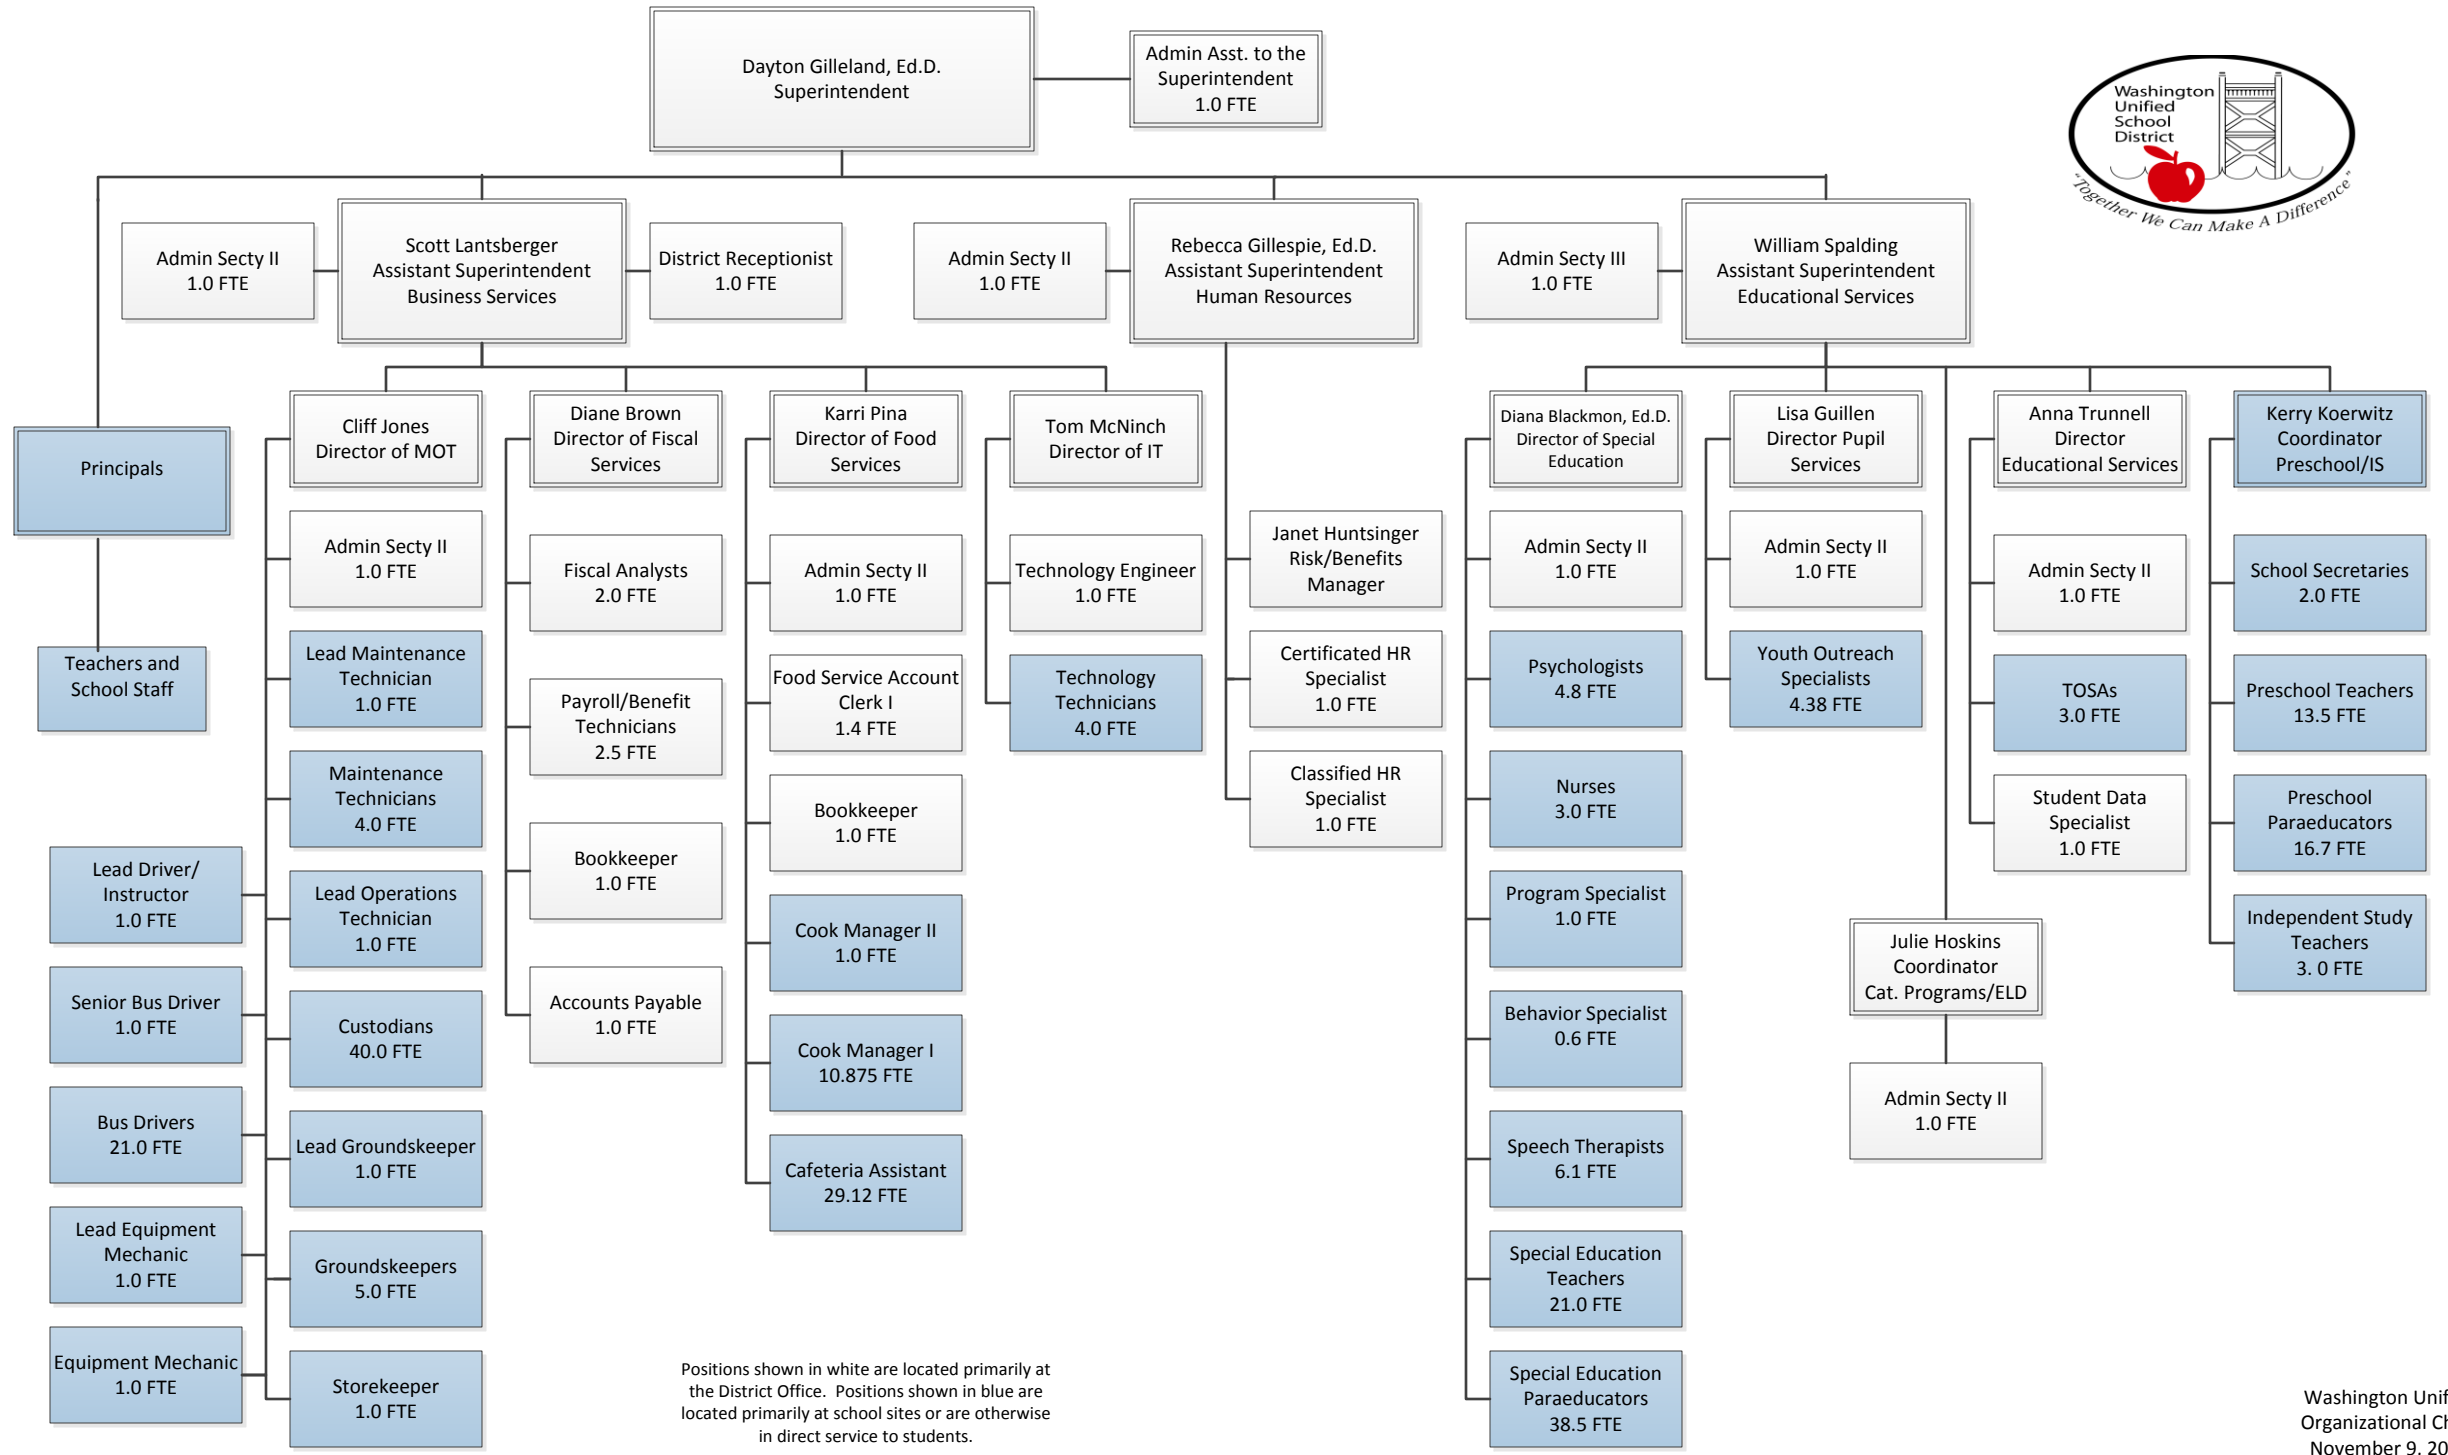 Dayton Gilleland, Ed.D.
Superintendent
Admin Asst. to the
Superintendent
1.0 FTE
Washington
Unified
School
District
"Together We Can Make A Difference"
Admin Secty II
1.0 FTE
Scott Lantsberger
Assistant Superintendent
Business Services
District Receptionist
1.0 FTE
Admin Secty II
1.0 FTE
Rebecca Gillespie, Ed.D.
Assistant Superintendent
Human Resources
Admin Secty III
1.0 FTE
William Spalding
Assistant Superintendent
Educational Services
Principals
Teachers and
School Staff
Cliff Jones
Director of MOT
Admin Secty II
1.0 FTE
Lead Maintenance
Technician
1.0 FTE
Maintenance
Technicians
4.0 FTE
Lead Operations
Technician
1.0 FTE
Custodians
40.0 FTE
Lead Groundskeeper
1.0 FTE
Groundskeepers
5.0 FTE
Storekeeper
1.0 FTE
Lead Driver/
Instructor
1.0 FTE
Senior Bus Driver
1.0 FTE
Bus Drivers
21.0 FTE
Lead Equipment
Mechanic
1.0 FTE
Equipment Mechanic
1.0 FTE
Diane Brown
Director of Fiscal
Services
Fiscal Analysts
2.0 FTE
Payroll/Benefit
Technicians
2.5 FTE
Bookkeeper
1.0 FTE
Accounts Payable
1.0 FTE
Karri Pina
Director of Food
Services
Admin Secty II
1.0 FTE
Food Service Account
Clerk I
1.4 FTE
Bookkeeper
1.0 FTE
Cook Manager II
1.0 FTE
Cook Manager I
10.875 FTE
Cafeteria Assistant
29.12 FTE
Tom McNinch
Director of IT
Technology Engineer
1.0 FTE
Technology
Technicians
4.0 FTE
Janet Huntsinger
Risk/Benefits
Manager
Certificated HR
Specialist
1.0 FTE
Classified HR
Specialist
1.0 FTE
Diana Blackmon, Ed.D.
Director of Special
Education
Admin Secty II
1.0 FTE
Psychologists
4.8 FTE
Nurses
3.0 FTE
Program Specialist
1.0 FTE
Behavior Specialist
0.6 FTE
Speech Therapists
6.1 FTE
Special Education
Teachers
21.0 FTE
Special Education
Paraeducators
38.5 FTE
Lisa Guillen
Director Pupil
Services
Admin Secty II
1.0 FTE
Youth Outreach
Specialists
4.38 FTE
Julie Hoskins
Coordinator
Cat. Programs/ELD
Admin Secty II
1.0 FTE
Anna Trunnell
Director
Educational Services
Admin Secty II
1.0 FTE
TOSAs
3.0 FTE
Student Data
Specialist
1.0 FTE
Kerry Koerwitz
Coordinator
Preschool/IS
School Secretaries
2.0 FTE
Preschool Teachers
13.5 FTE
Preschool
Paraeducators
16.7 FTE
Independent Study
Teachers
3. 0 FTE
Positions shown in white are located primarily at
the District Office.  Positions shown in blue are
located primarily at school sites or are otherwise
in direct service to students.
Washington
Organizational
November 9,